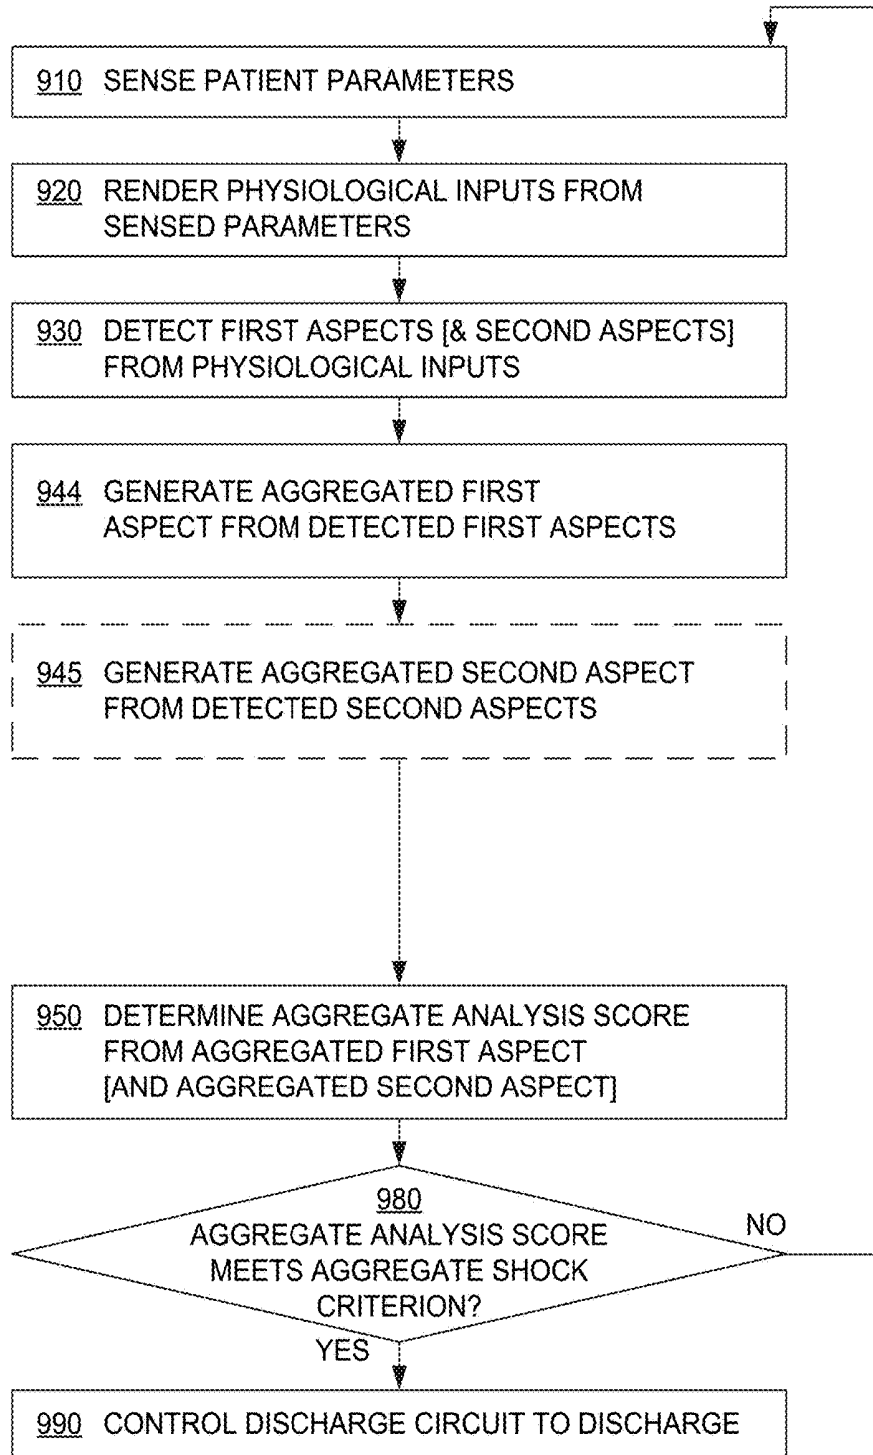 910 SENSE PATIENT PARAMETERS
920 RENDER PHYSIOLOGICAL INPUTS FROM
SENSED PARAMETERS
930 DETECT FIRST ASPECTS [& SECOND ASPECTS]
FROM PHYSIOLOGICAL INPUTS
944 GENERATE AGGREGATED FIRST
ASPECT FROM DETECTED FIRST ASPECTS
945 GENERATE AGGREGATED SECOND ASPECT
FROM DETECTED SECOND ASPECTS
950 DETERMINE AGGREGATE ANALYSIS SCORE
FROM AGGREGATED FIRST ASPECT
[AND AGGREGATED SECOND ASPECT]
980
AGGREGATE ANALYSIS SCORE
MEETS AGGREGATE SHOCK
CRITERION?
NO
YES
990 CONTROL DISCHARGE CIRCUIT TO DISCHARGE